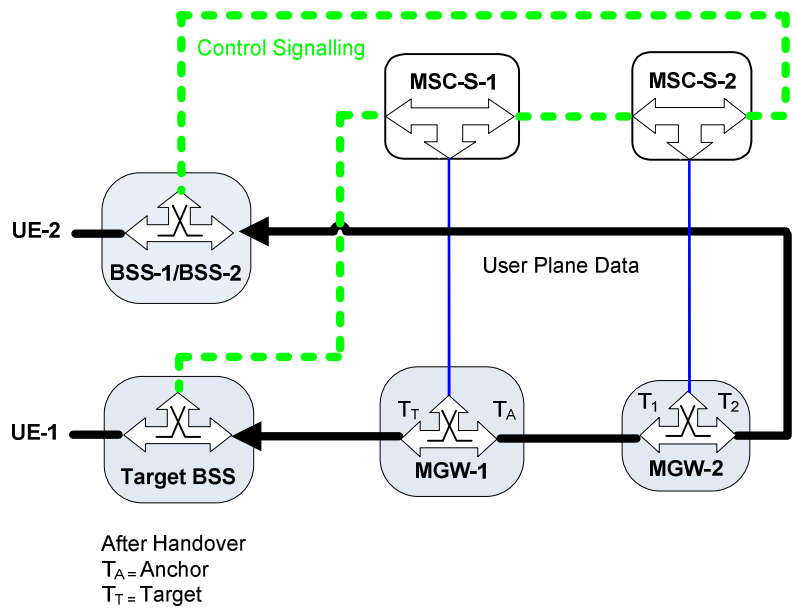 Control Signalling
MSC-S-1
MSC-S-2
UE-2
BSS-1/BSS-2
User Plane Data
UE-1
Target BSS
TT
TA
MGW-1
T1
T2
MGW-2
After Handover
TA = Anchor
TT = Target